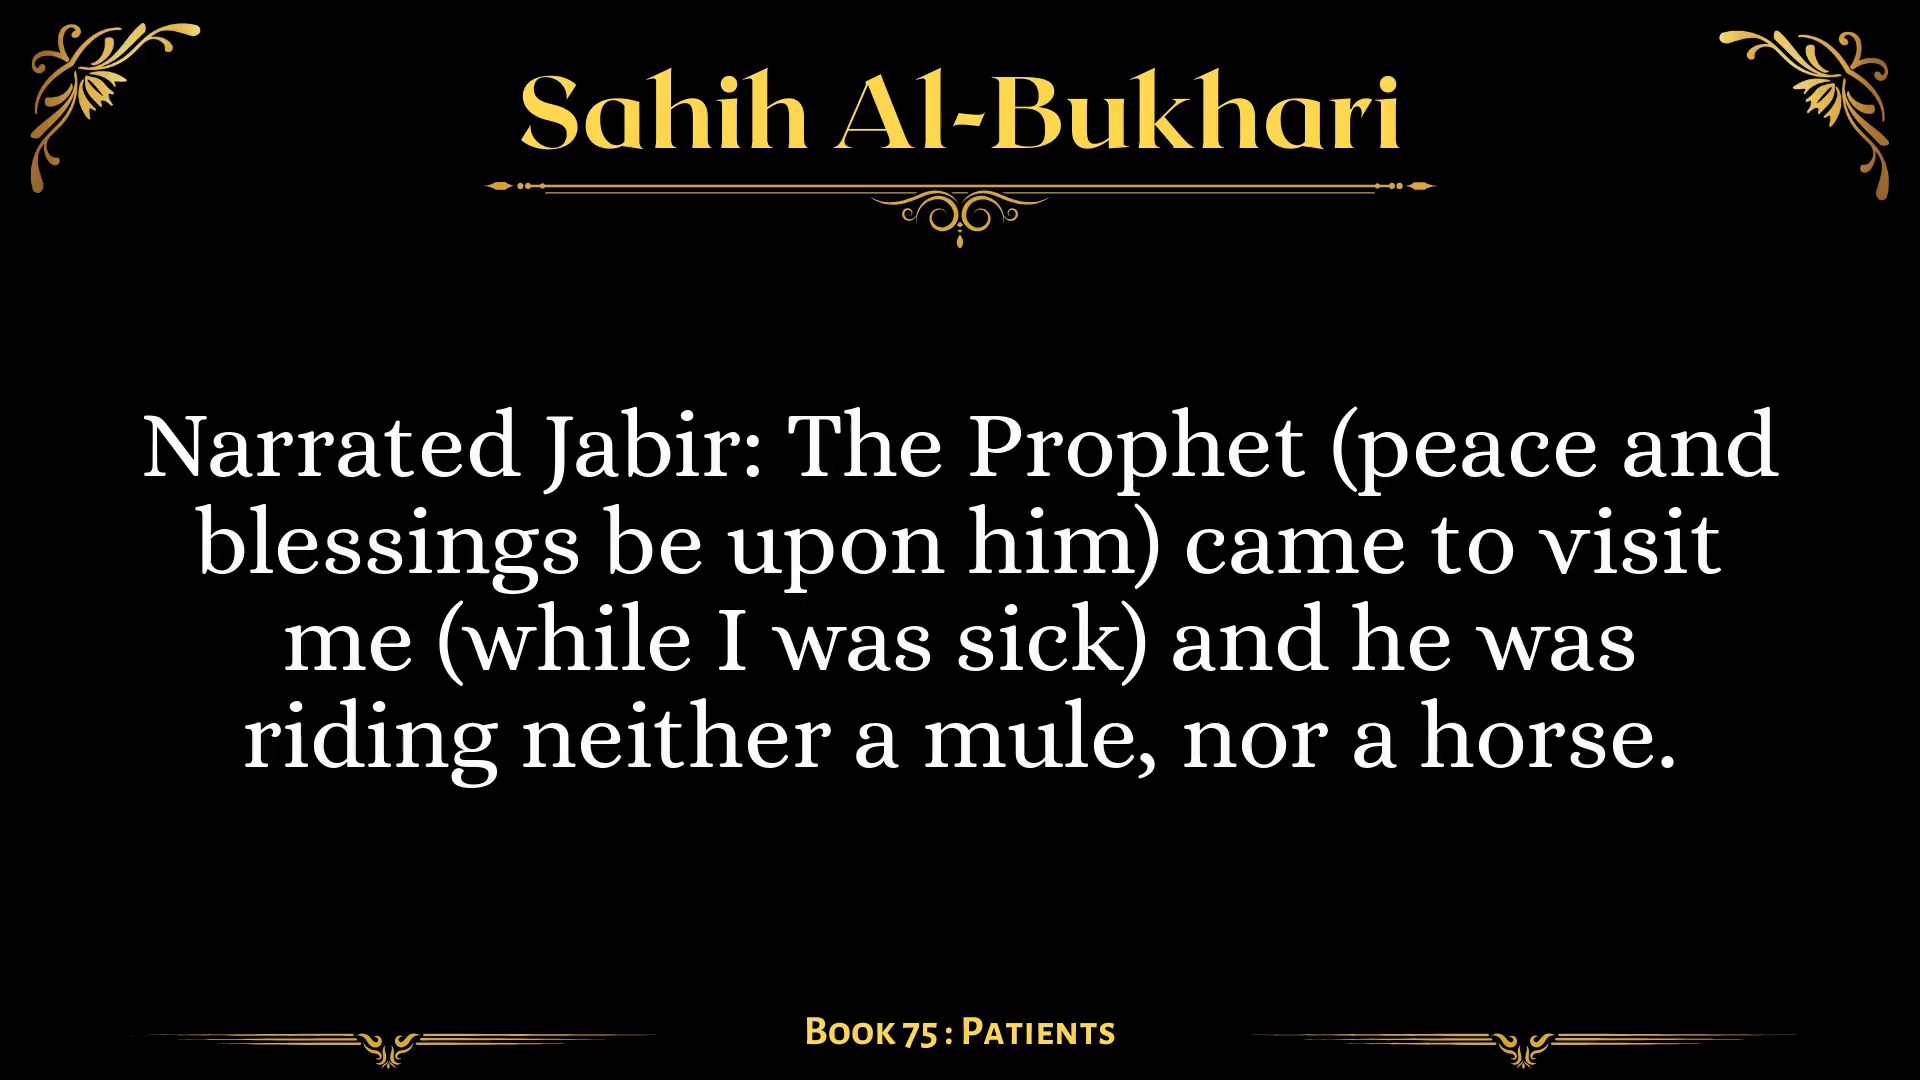 Sahih Al-Bukhari
Narrated Jabir: The Prophet (peace and
blessings be upon him) came to visit
me (while I was sick) and he was
riding neither a mule, nor a horse.
Book 75 : Patients